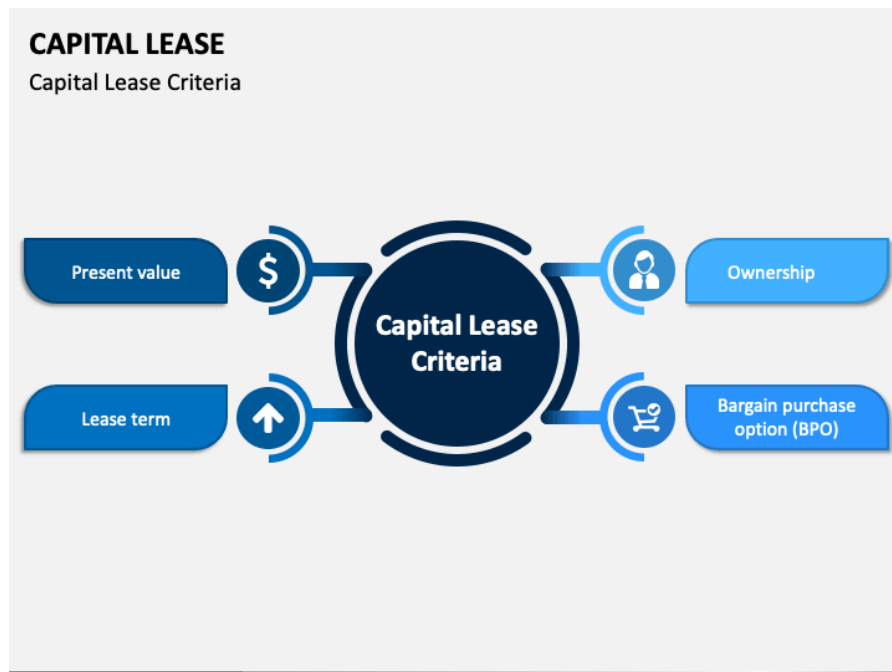 CAPITAL LEASE
Capital Lease Criteria
Present value
$
Ownership
Capital Lease
Criteria
Lease term
Bargain purchase
option (BPO)